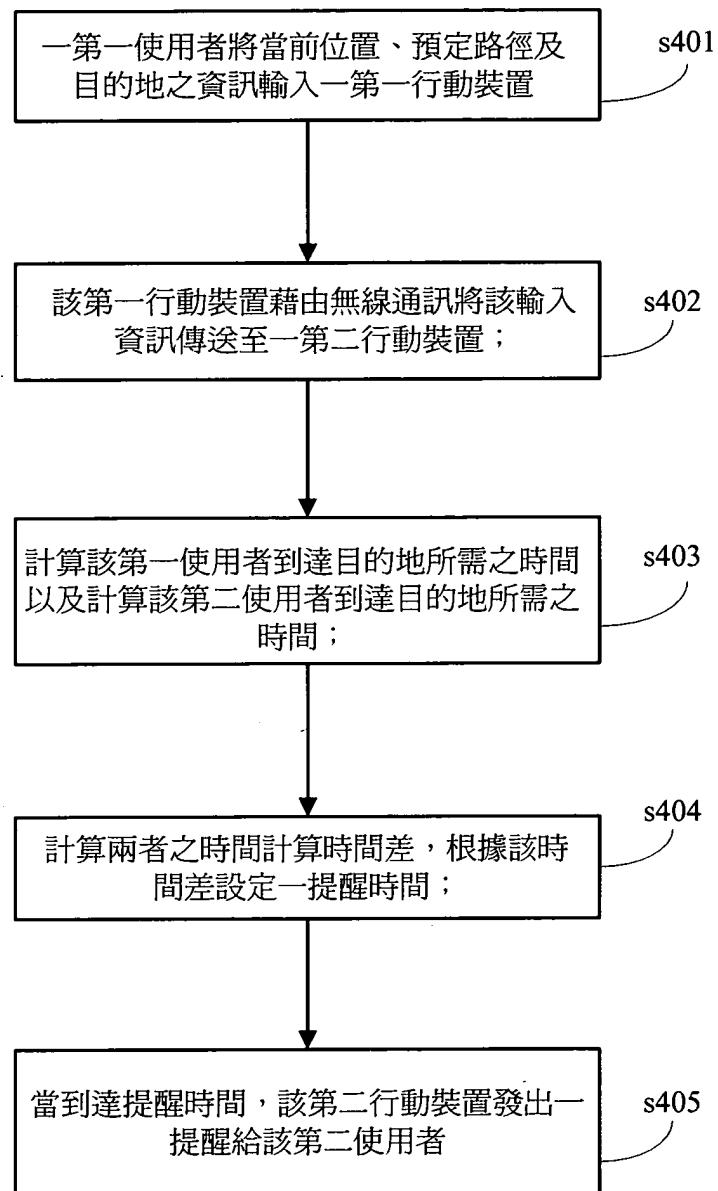 一第一使用者將當前位置、預定路徑及
目的地之資訊輸入一第一行動裝置
s401
該第一行動裝置藉由無線通訊將該輸入
資訊傳送至一第二行動裝置；
s402
計算該第一使用者到達目的地所需之時間
以及計算該第二使用者到達目的地所需之
時間；
s403
計算兩者之時間計算時間差，根據該時
間差設定一提醒時間；
s404
當到達提醒時間，該第二行動裝置發出一
提醒給該第二使用者
s405